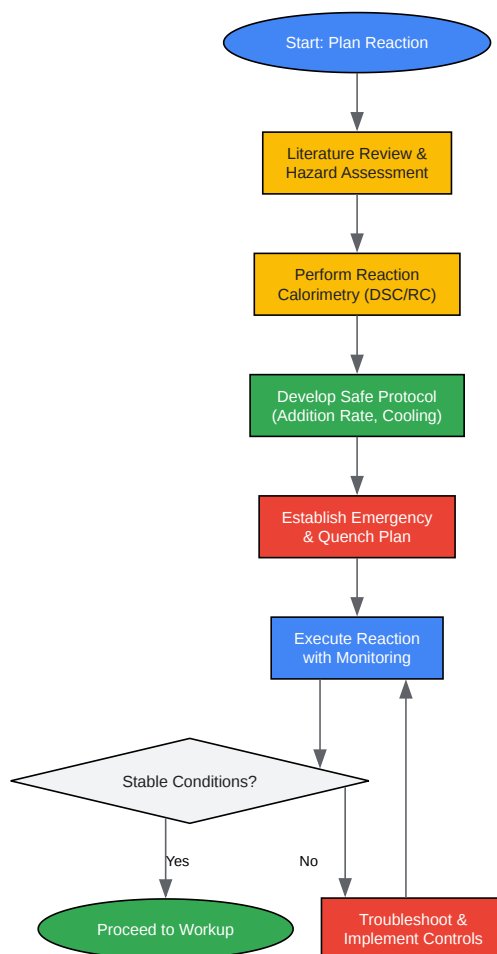 Start: Plan Reaction
Literature Review &
Hazard Assessment
Perform Reaction
Calorimetry (DSC/RC)
Develop Safe Protocol
(Addition Rate, Cooling)
Establish Emergency
& Quench Plan
Execute Reaction
with Monitoring
Stable Conditions?
Yes
No
Proceed to Workup
Troubleshoot &
Implement Controls